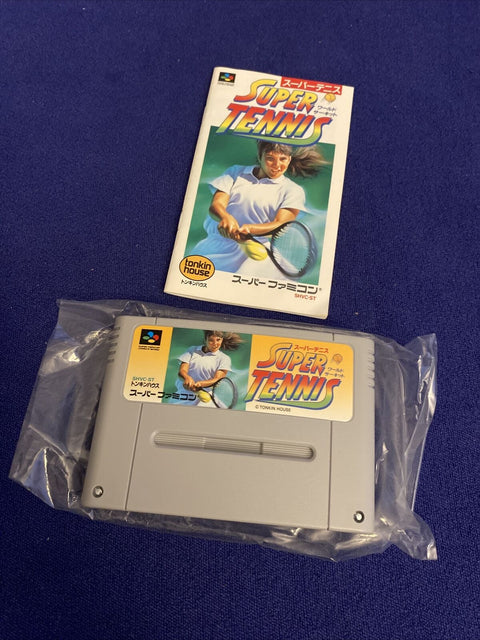 スーパーテニス
SUPER
TENNIS
ワールド
サーキット
tonkin
house
トンキンハウス
スーパーファミコン
SHVC-ST
SHVC-ST
トンキンハウス
スーパーファミコン
スーパーテニス
SUPER
TENNIS
ワールド
サーキット
© TONKIN HOUSE